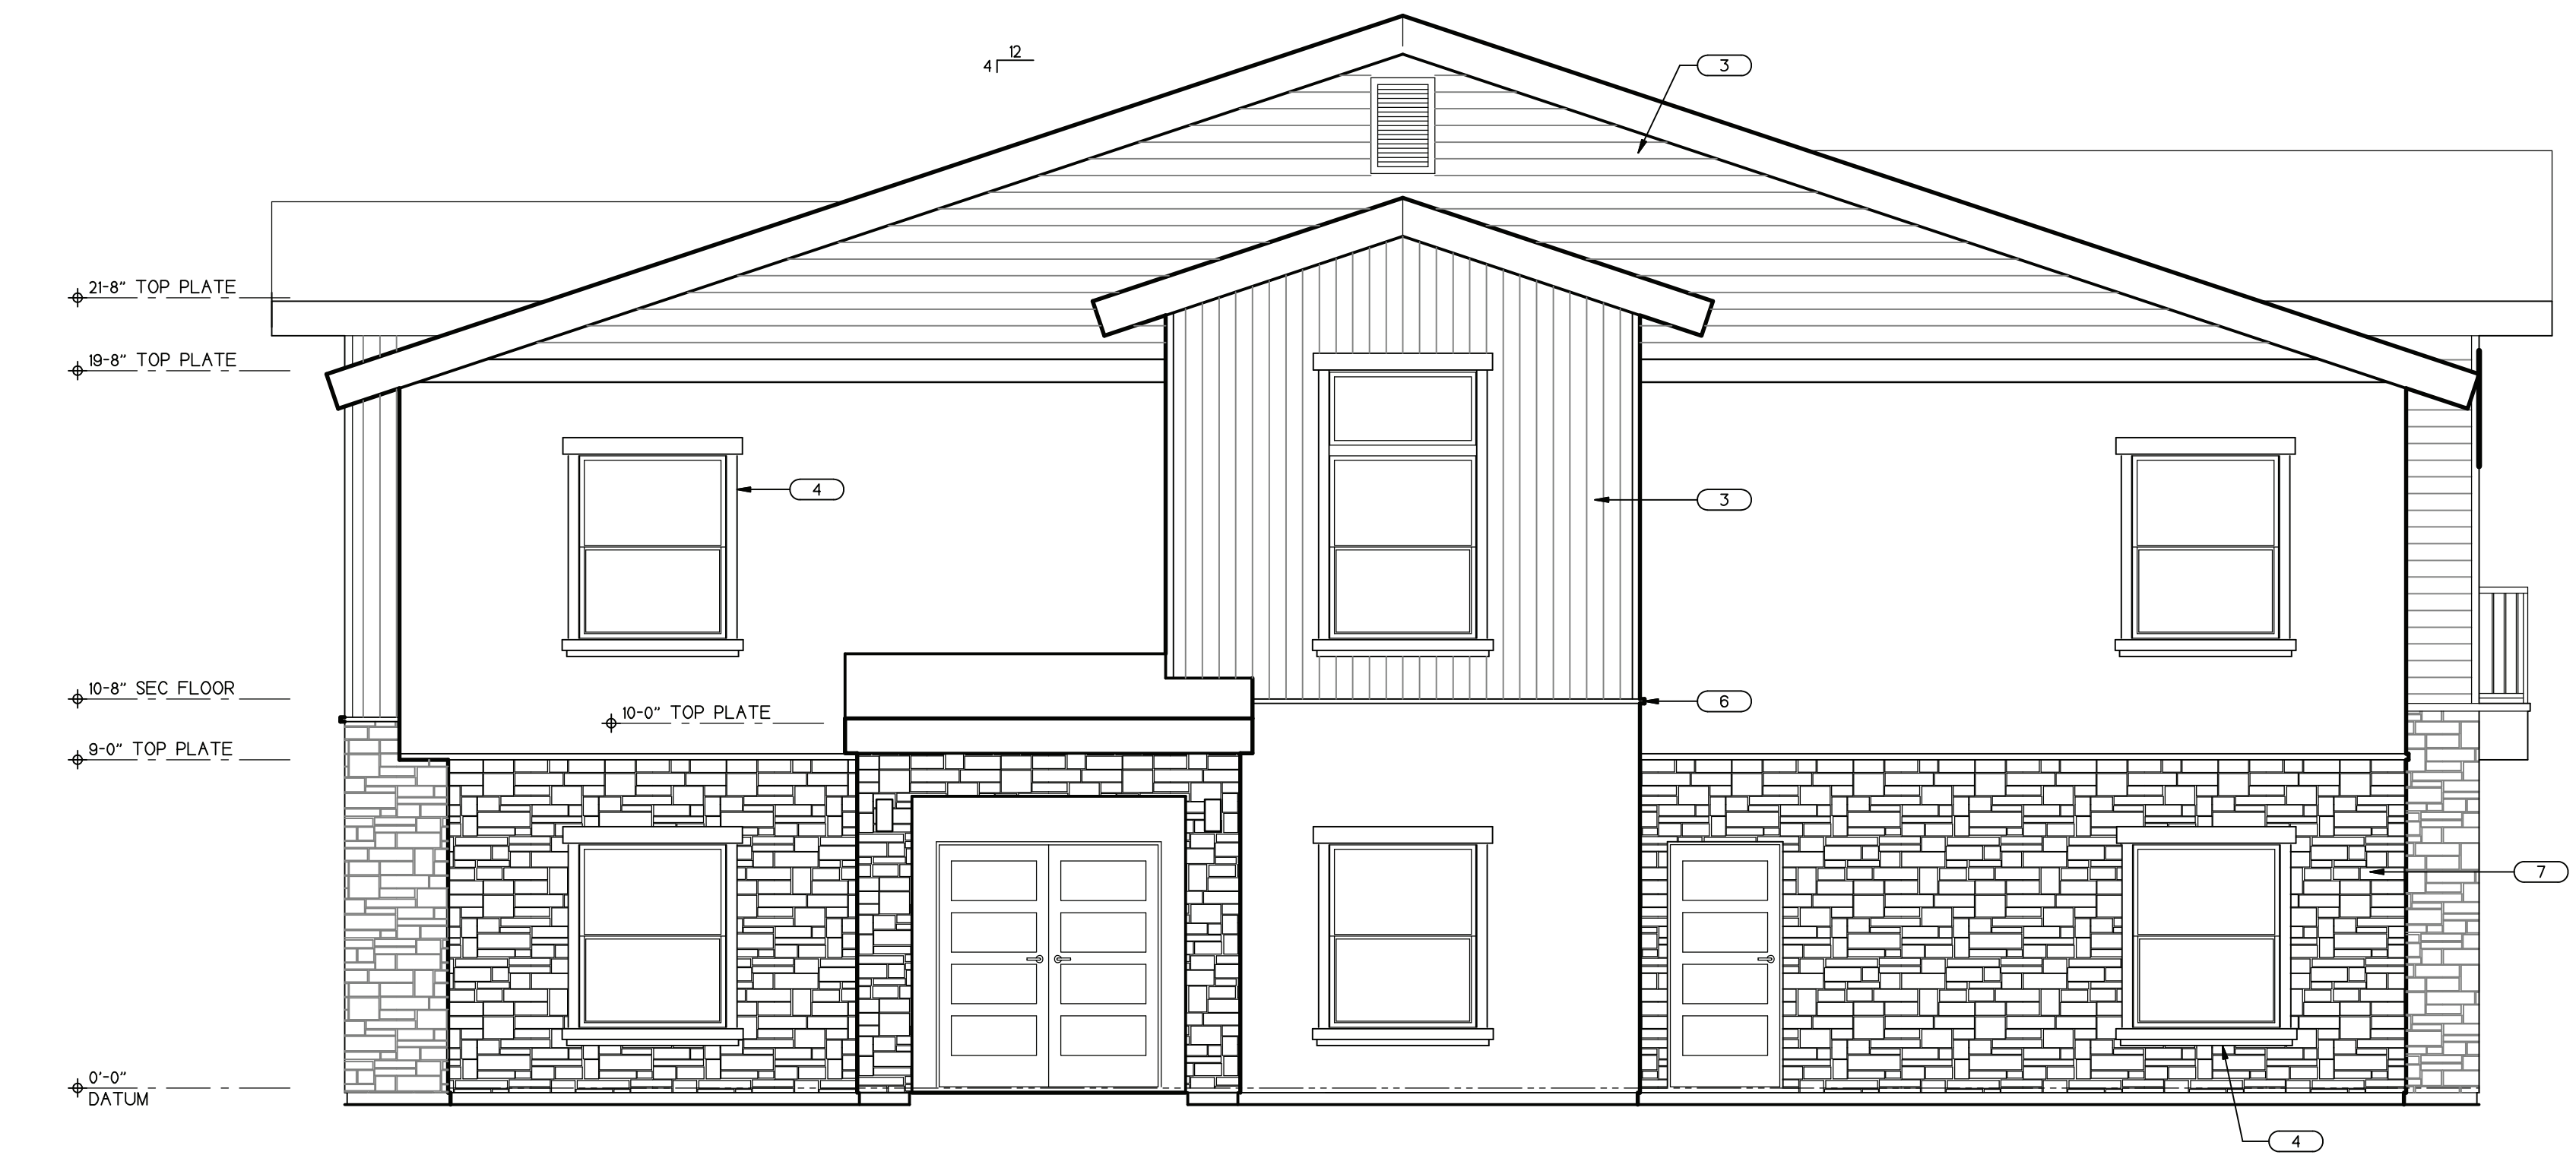 12
4
3
21-8" TOP PLATE
19-8" TOP PLATE
4
3
10-8" SEC FLOOR
6
10-0" TOP PLATE
9-0" TOP PLATE
7
0'-0"
DATUM
4